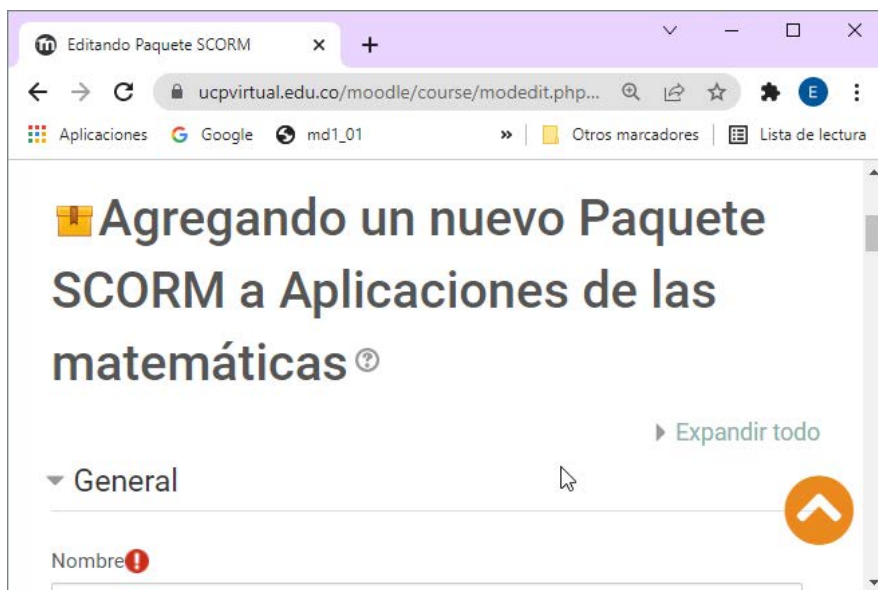 Editando Paquete SCORM
ucpvirtual.edu.co/moodle/course/modedit.php...
E
Aplicaciones Google md1_01 » Otros marcadores Lista de lectura
Agregando un nuevo Paquete
SCORM a Aplicaciones de las
matemáticas
Expandir todo
General
Nombre